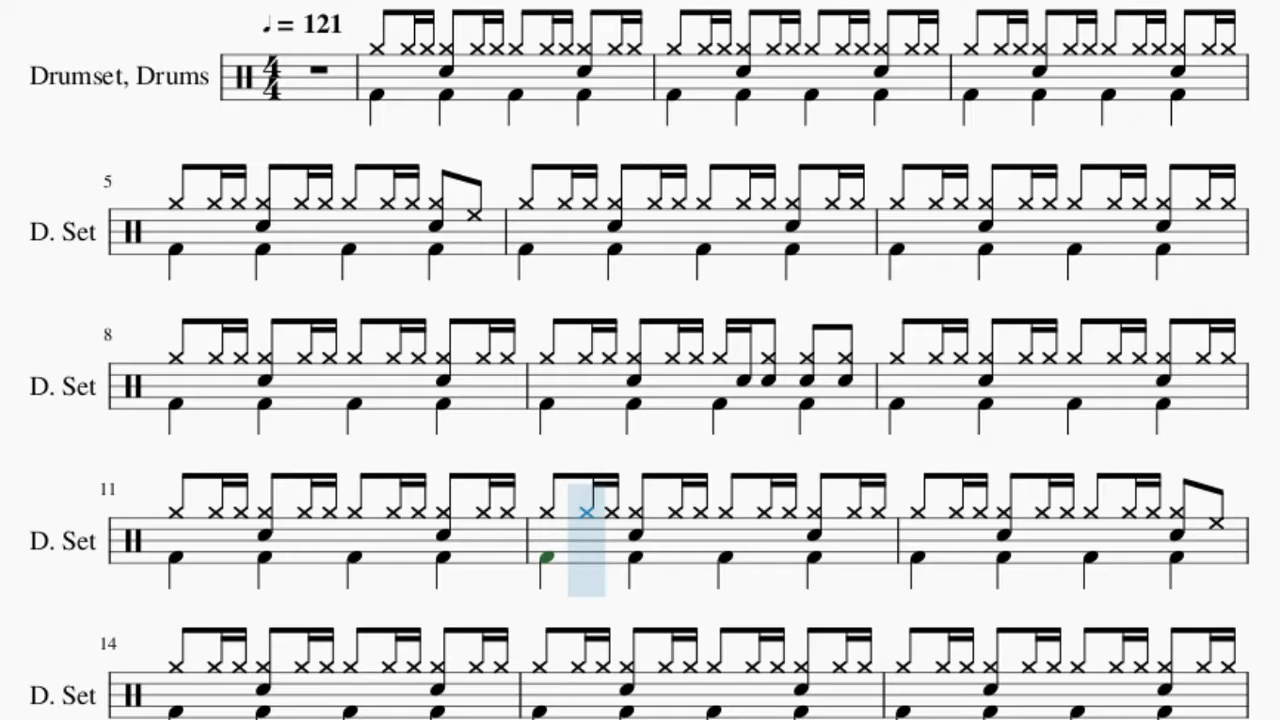 ♩ = 121
Drumset, Drums
4
4
5
D. Set
8
D. Set
11
D. Set
14
D. Set